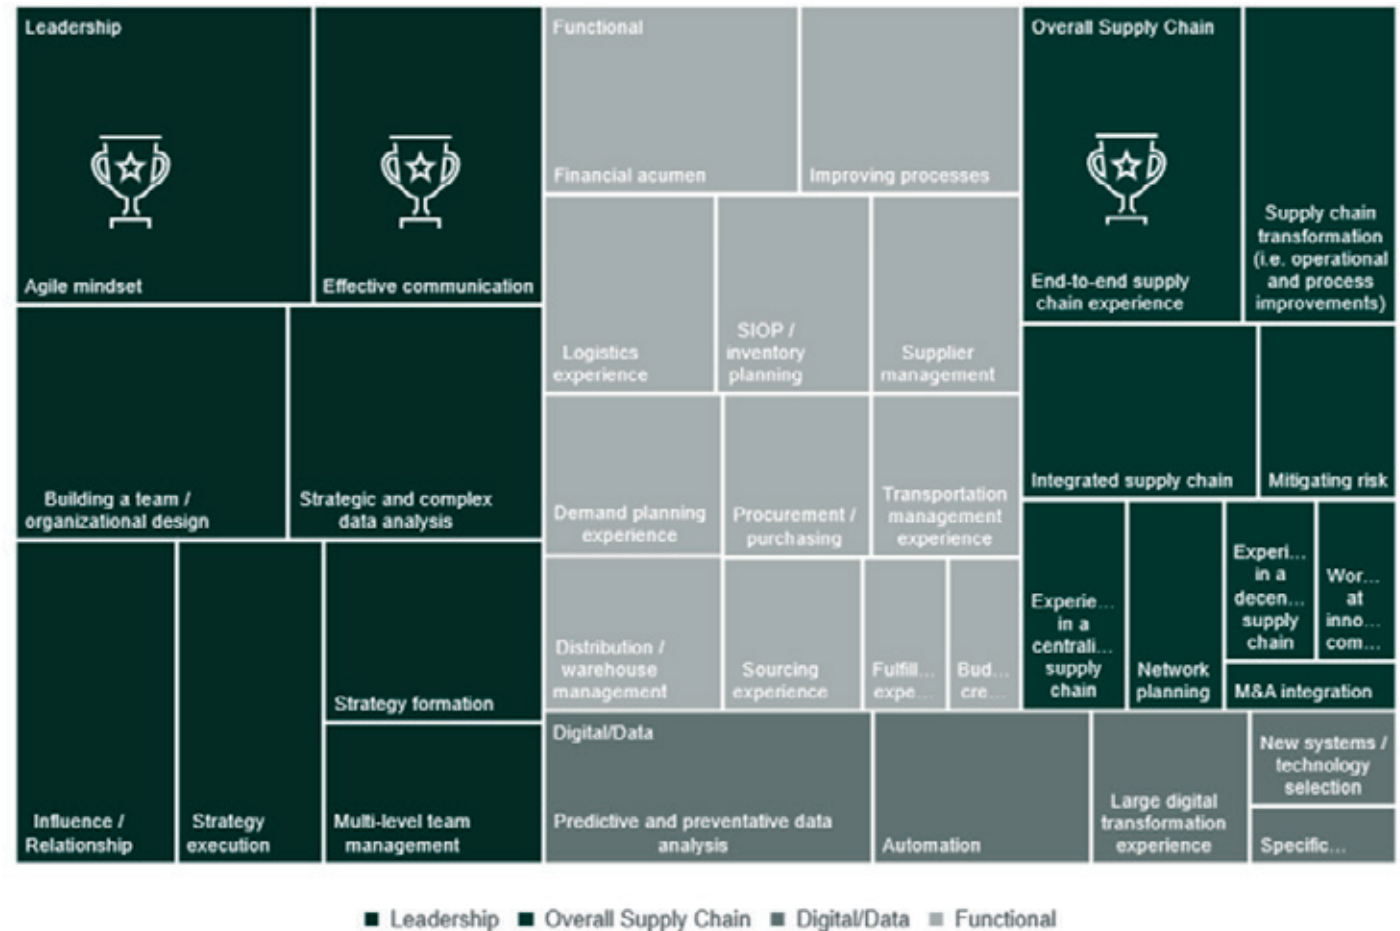 Leadership
Agile mindset
Effective communication
Building a team /
organizational design
Strategic and complex
data analysis
Influence /
Relationship
Strategy
execution
Strategy formation
Multi-level team
management
Functional
Financial acumen
Improving processes
Logistics
experience
SIOP /
inventory
planning
Supplier
management
Demand planning
experience
Procurement /
purchasing
Transportation
management
experience
Distribution /
warehouse
management
Sourcing
experience
Fulfill...
expe...
Bud...
cre...
Overall Supply Chain
End-to-end supply
chain experience
Supply chain
transformation
(i.e. operational
and process
improvements)
Integrated supply chain
Mitigating risk
Experie...
in a
centrali...
supply
chain
Network
planning
Experi...
in a
decen...
supply
chain
Wor...
at
inno...
com...
M&A integration
Digital/Data
Predictive and preventative data
analysis
Automation
Large digital
transformation
experience
New systems /
technology
selection
Specific...
Leadership Overall Supply Chain Digital/Data Functional